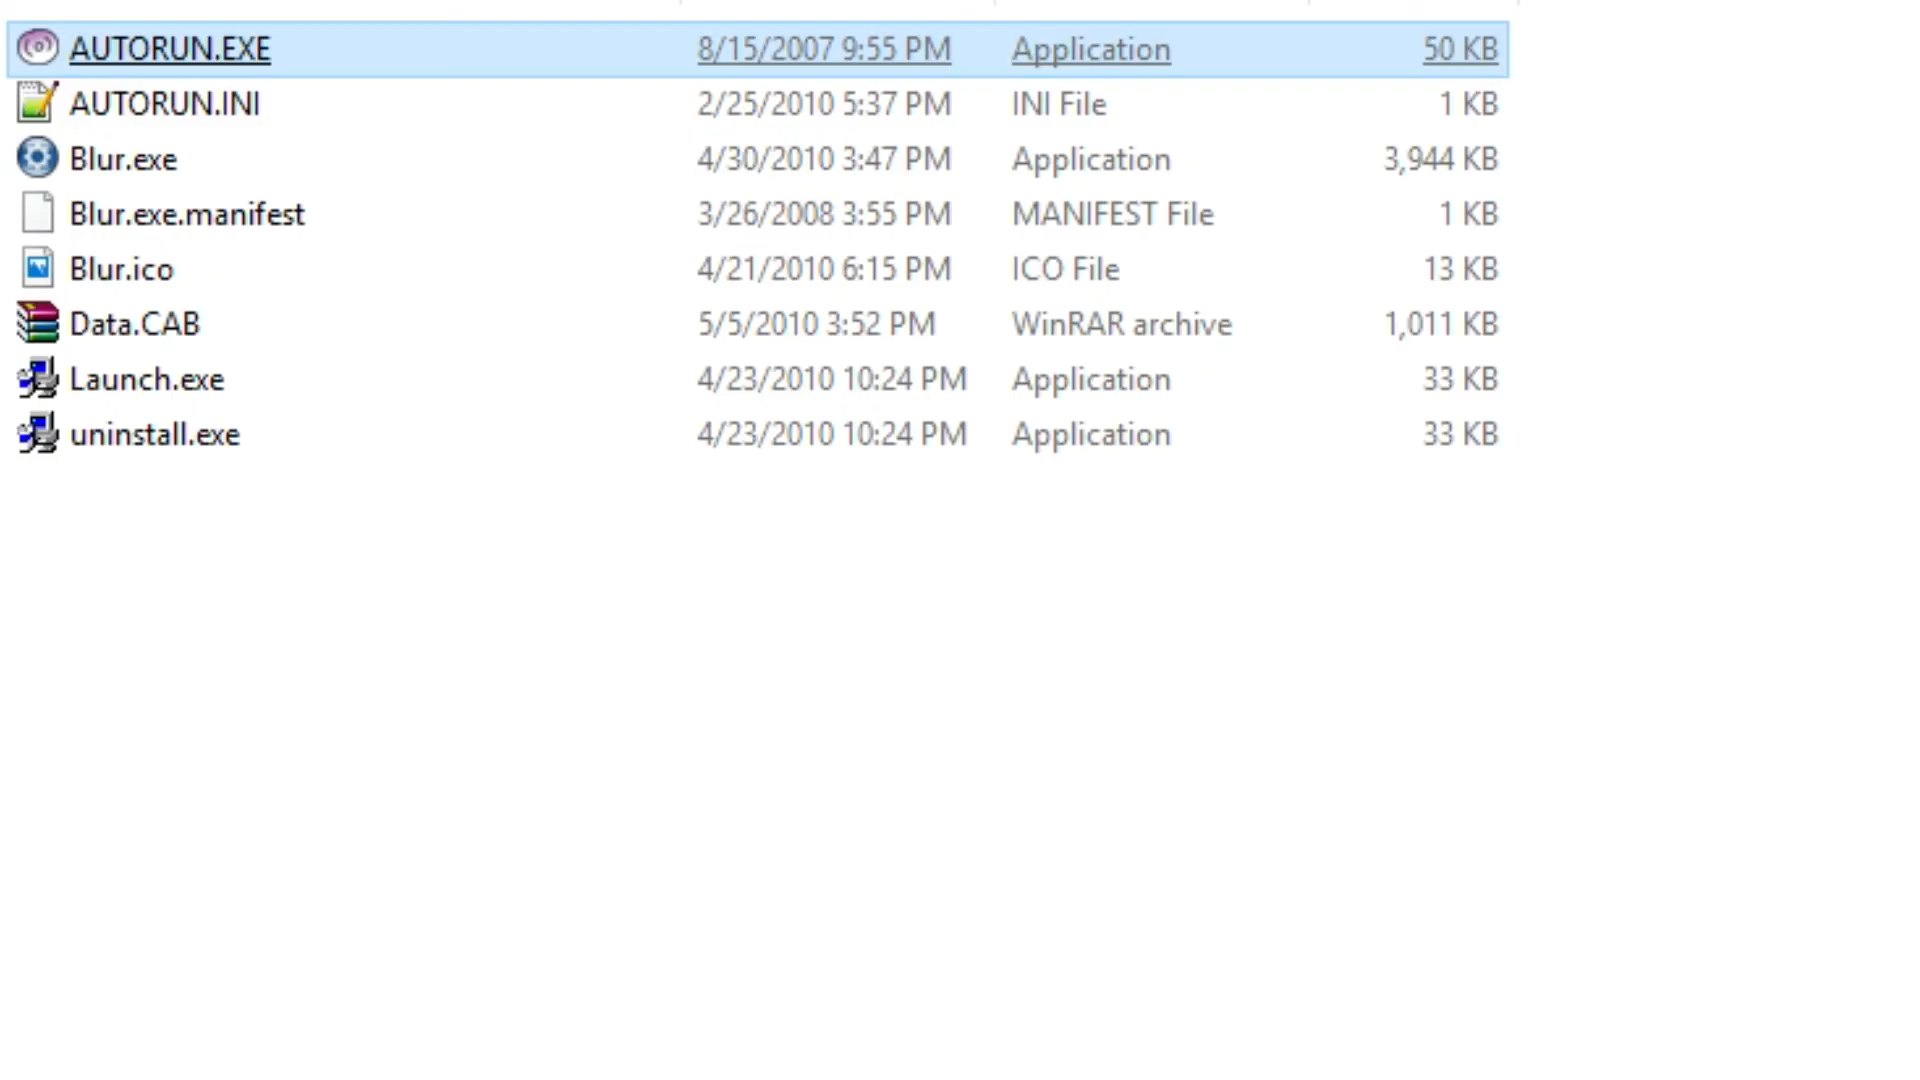 AUTORUN.EXE 8/15/2007 9:55 PM Application 50 KB
AUTORUN.INI 2/25/2010 5:37 PM INI File 1 KB
Blur.exe 4/30/2010 3:47 PM Application 3,944 KB
Blur.exe.manifest 3/26/2008 3:55 PM MANIFEST File 1 KB
Blur.ico 4/21/2010 6:15 PM ICO File 13 KB
Data.CAB 5/5/2010 3:52 PM WinRAR archive 1,011 KB
Launch.exe 4/23/2010 10:24 PM Application 33 KB
uninstall.exe 4/23/2010 10:24 PM Application 33 KB